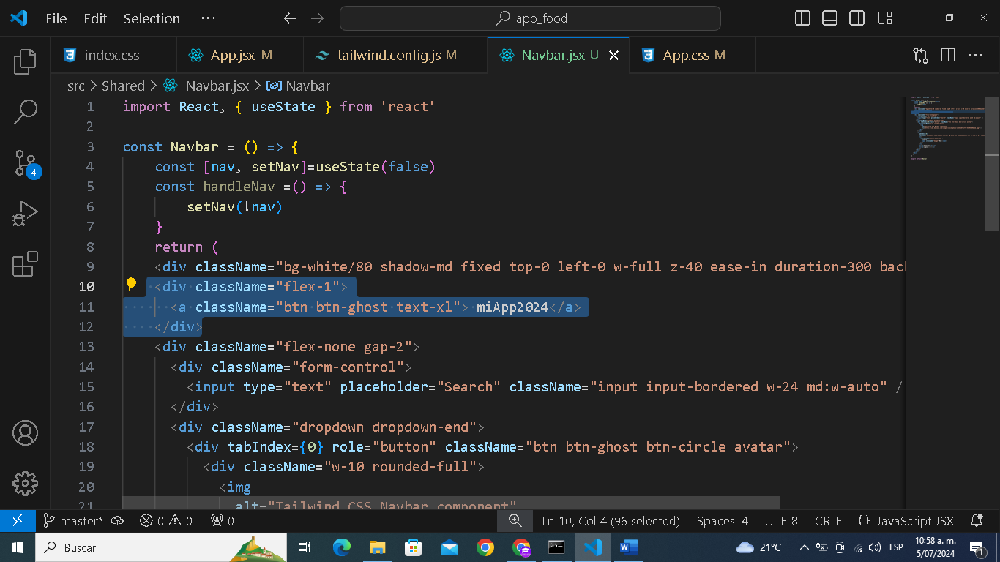 File Edit Selection ··· app_food
index.css App.jsx M tailwind.config.js M Navbar.jsx U App.css M
src > Shared > Navbar.jsx > Navbar
1 import React, { useState } from 'react'
2
3 const Navbar = () => {
4 const [nav, setNav]=useState(false)
5 const handleNav =() => {
6 setNav(!nav)
7 }
8 return (
9 <div className="bg-white/80 shadow-md fixed top-0 left-0 w-full z-40 ease-in duration-300 bac
10 <div className="flex-1">
11 <a className="btn btn-ghost text-xl"> miApp2024</a>
12 </div>
13 <div className="flex-none gap-2">
14 <div className="form-control">
15 <input type="text" placeholder="Search" className="input input-bordered w-24 md:w-auto" /
16 </div>
17 <div className="dropdown dropdown-end">
18 <div tabIndex={0} role="button" className="btn btn-ghost btn-circle avatar">
19 <div className="w-10 rounded-full">
20 <img
21 alt="Tailwind CSS Navbar component"
4
master* 0 0 0 Ln 10, Col 4 (96 selected) Spaces: 4 UTF-8 CRLF {} JavaScript JSX
Buscar 21°C ESP 10:58 a. m.
5/07/2024 1